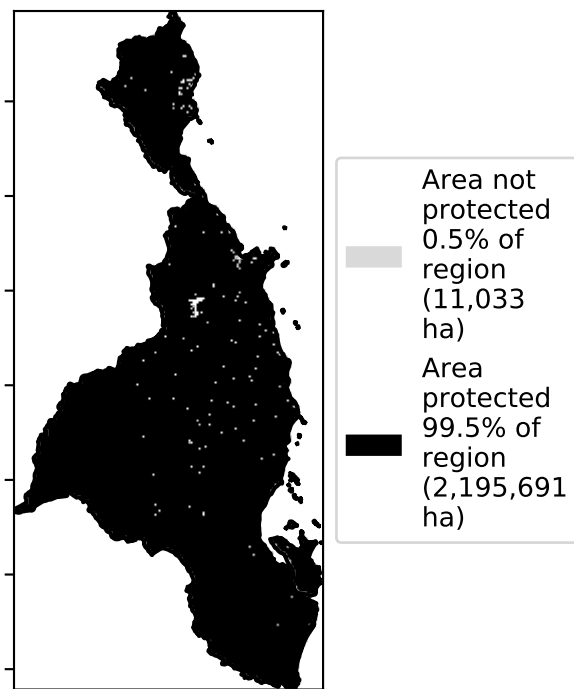 Area not
protected
0.5% of
region
(11,033
ha)
Area
protected
99.5% of
region
(2,195,691
ha)